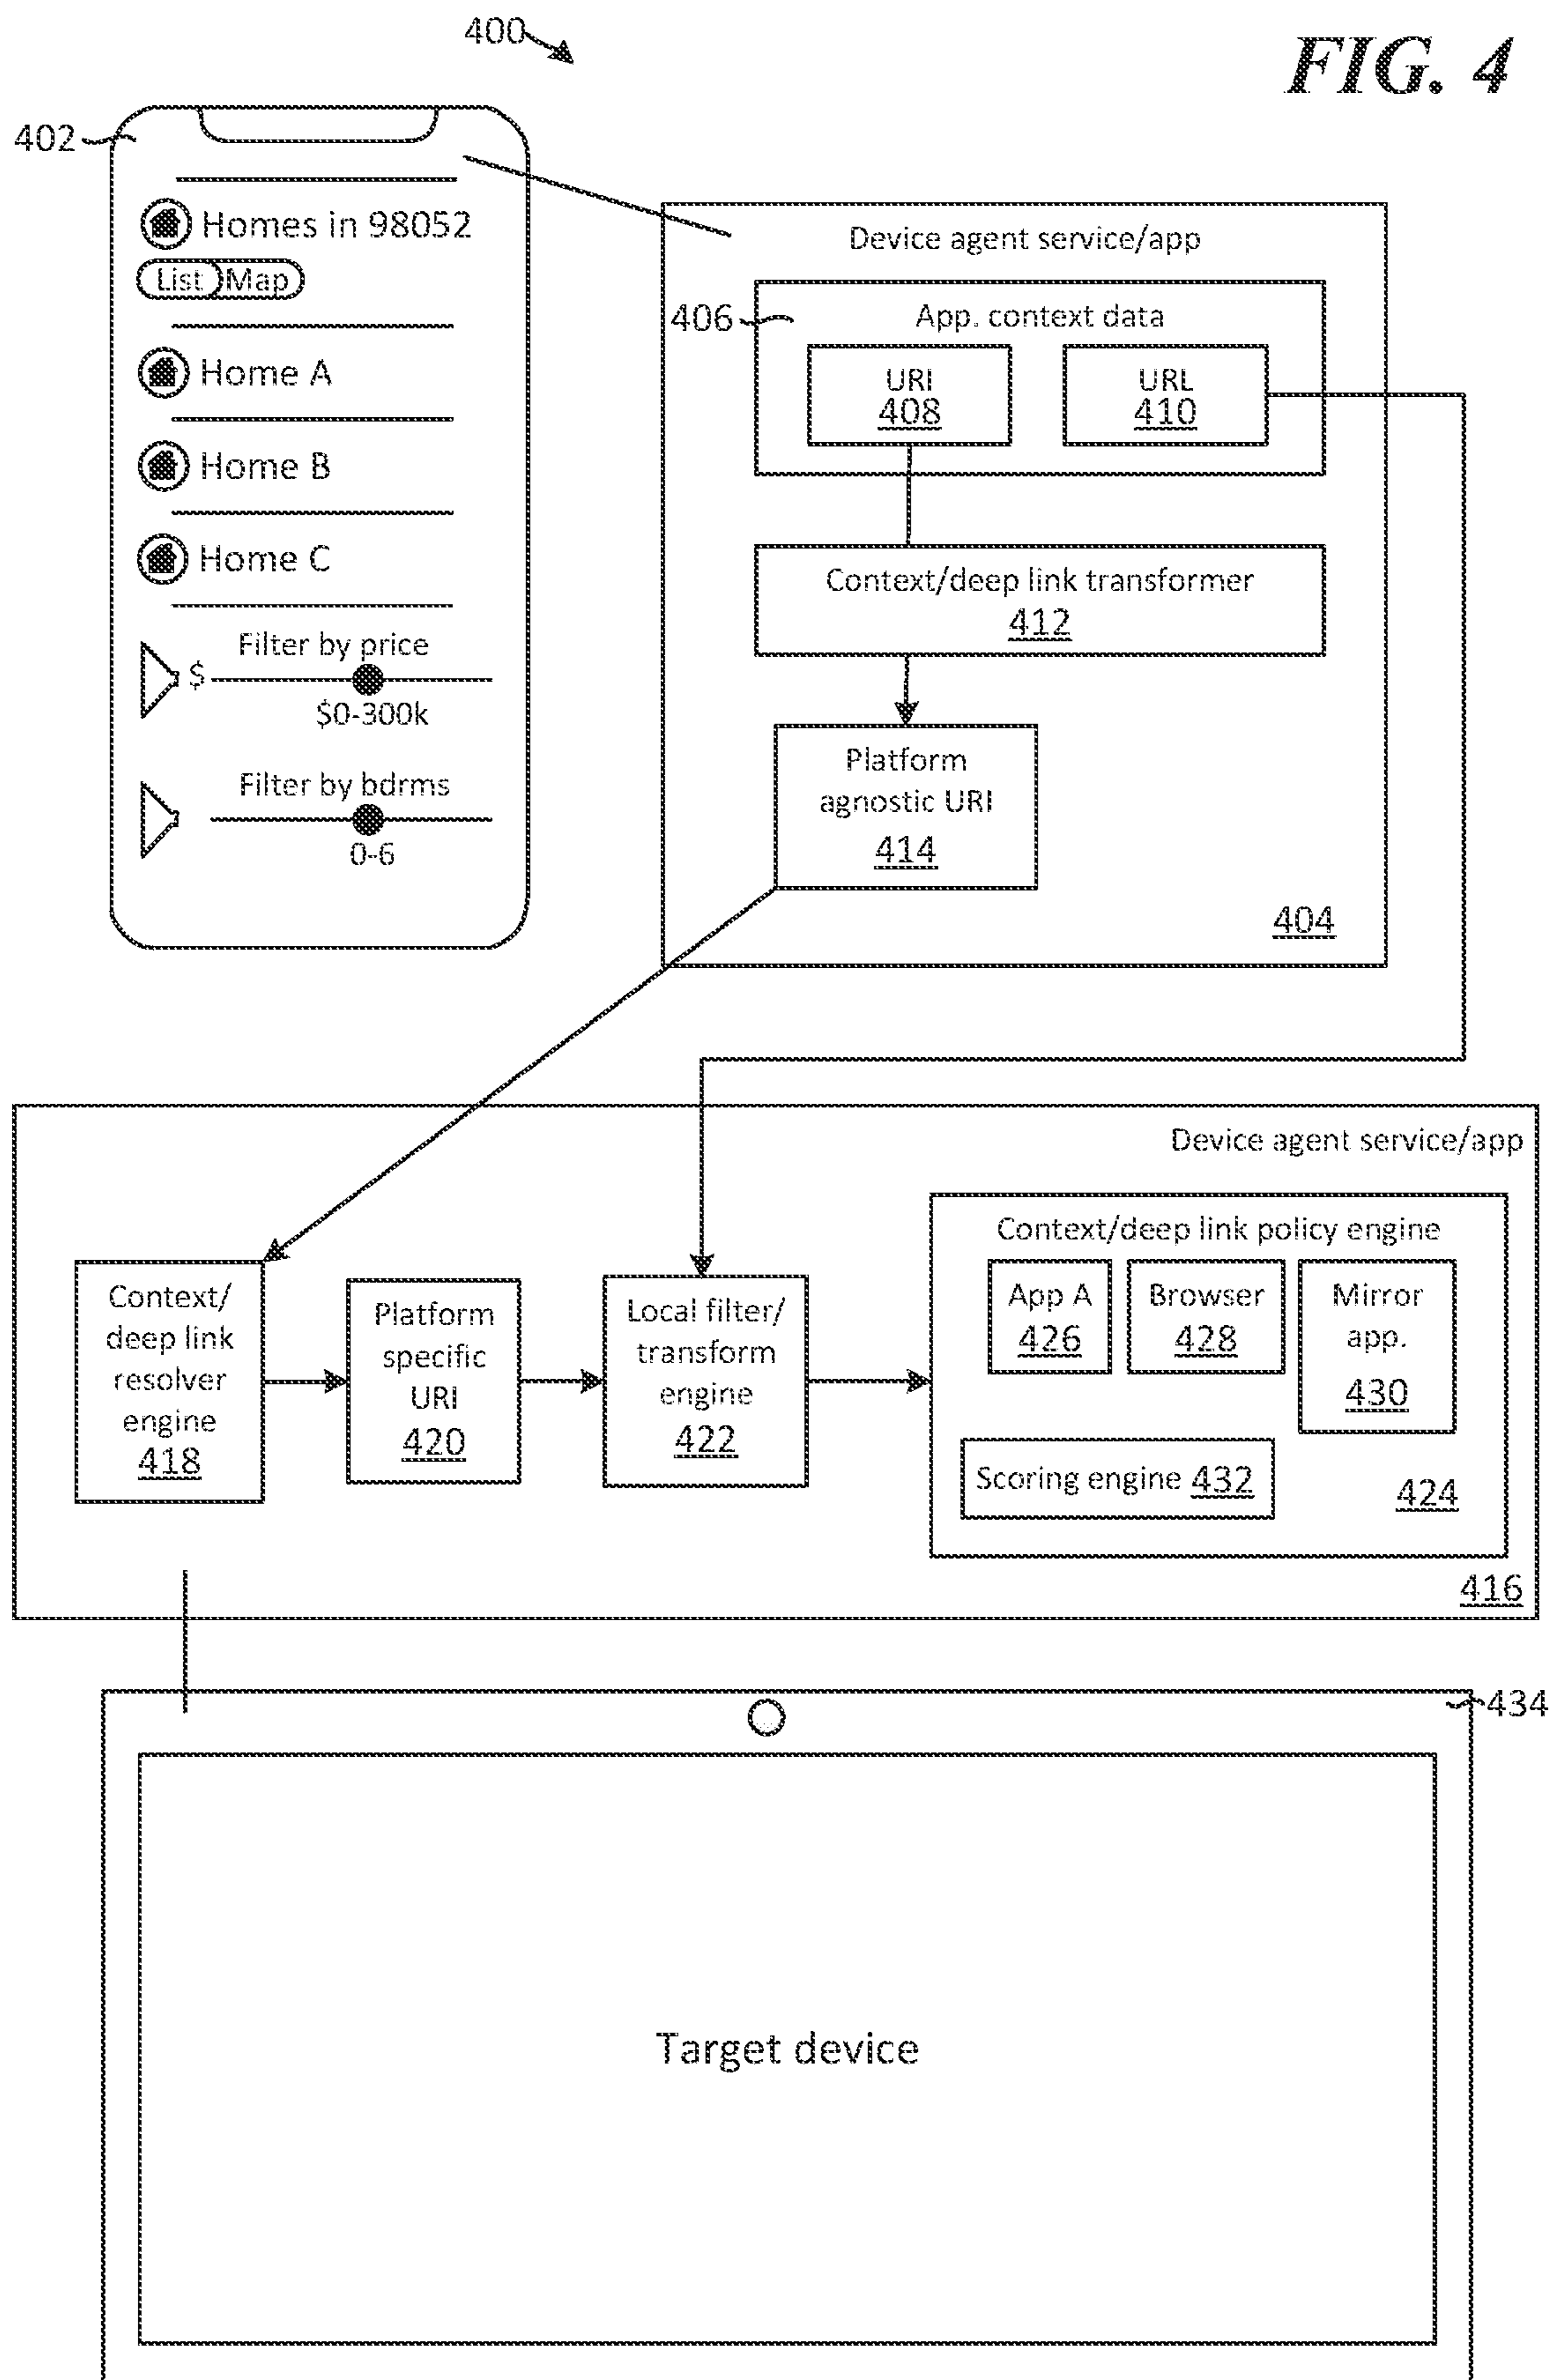 400
FIG. 4
402
Homes in 98052
List Map
Home A
Home B
Home C
Filter by price
$
$0-300k
Filter by bdrms
0-6
Device agent service/app
406
App. context data
URI
408
URL
410
Context/deep link transformer
412
Platform
agnostic URI
414
404
Device agent service/app
Context/
deep link
resolver
engine
418
Platform
specific
URI
420
Local filter/
transform
engine
422
Context/deep link policy engine
App A
426
Browser
428
Mirror
app.
430
Scoring engine 432
424
416
434
Target device